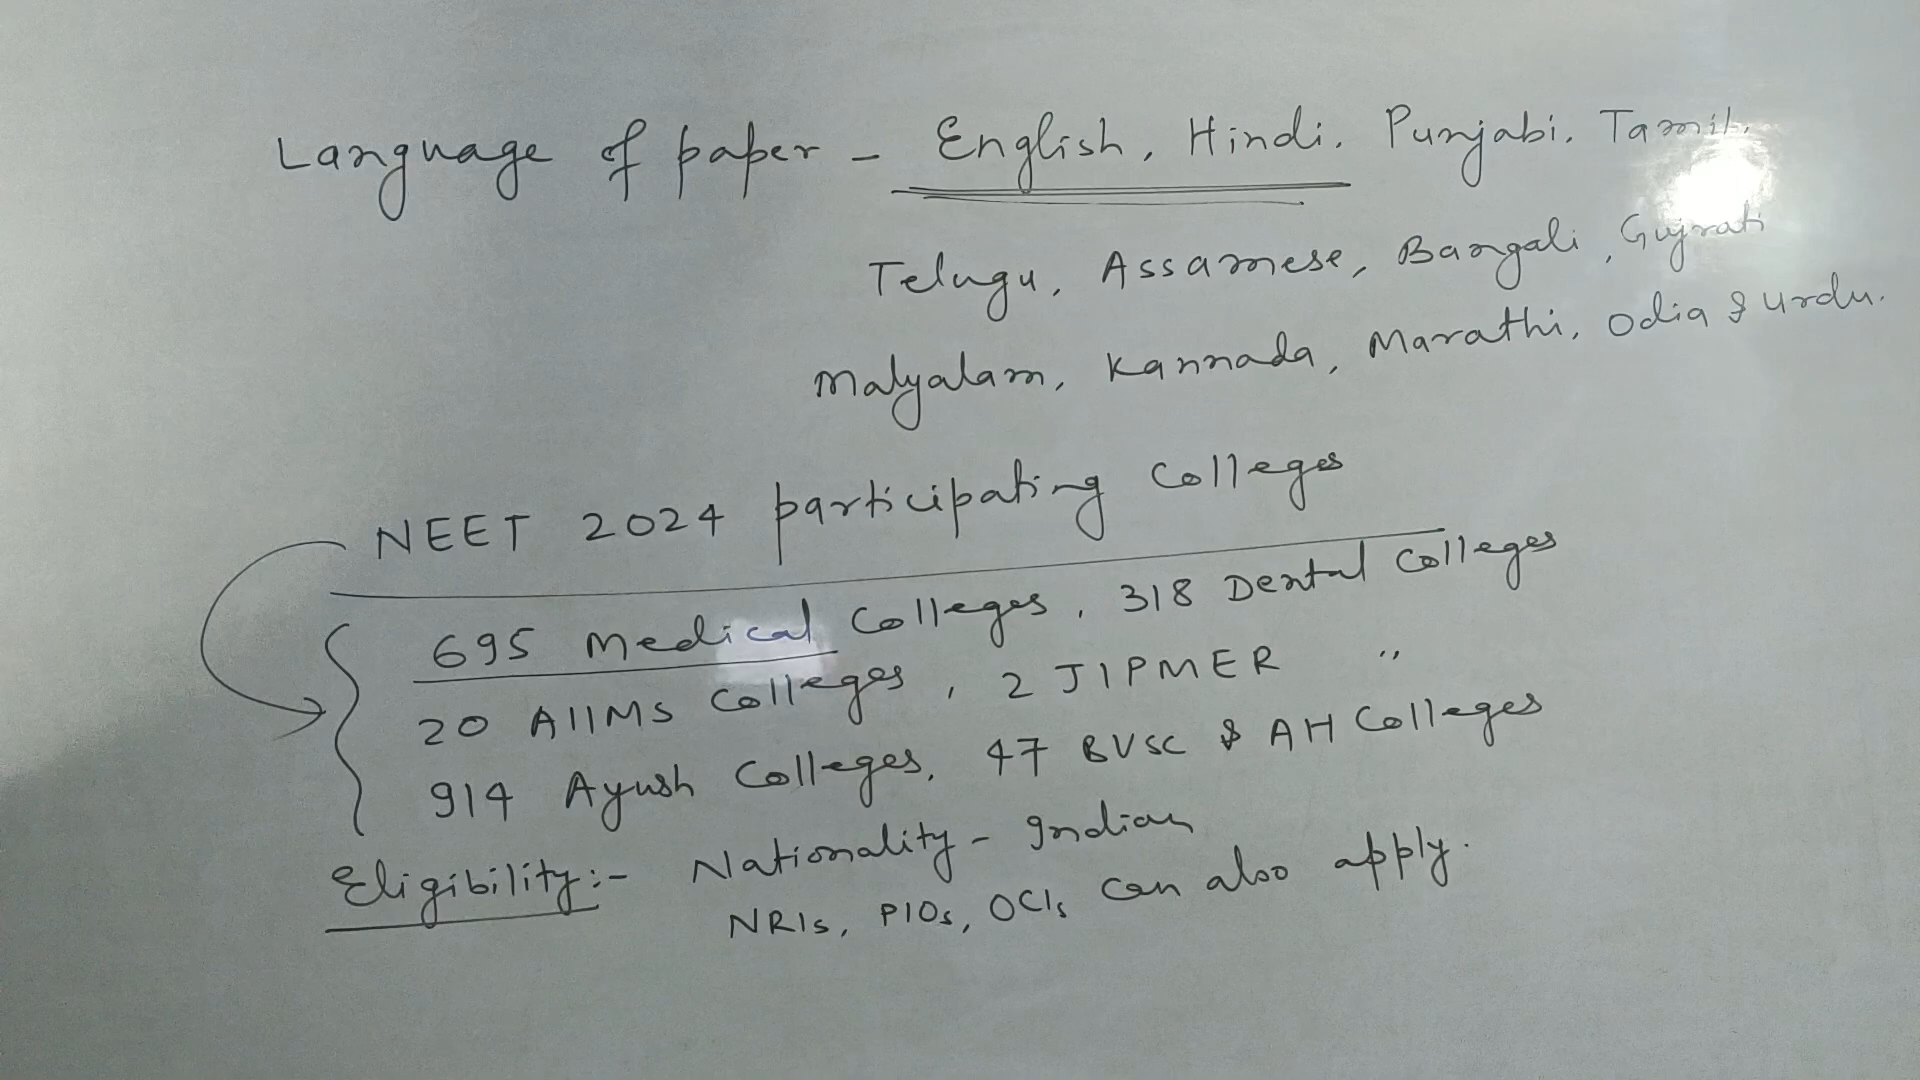 Language of paper - English, Hindi, Punjabi, Tamil,
Telugu, Assamese, Bangali, Gujrati
Malyalam, Kannada, Marathi, Odia & Urdu.
NEET 2024 participating Colleges
695 Medical Colleges, 318 Dental Colleges
20 AIIMS Colleges, 2 JIPMER "
914 Ayush Colleges, 47 BVSC & AH Colleges
Eligibility:- Nationality - Indian
NRIs, PIOs, OCIs can also apply.